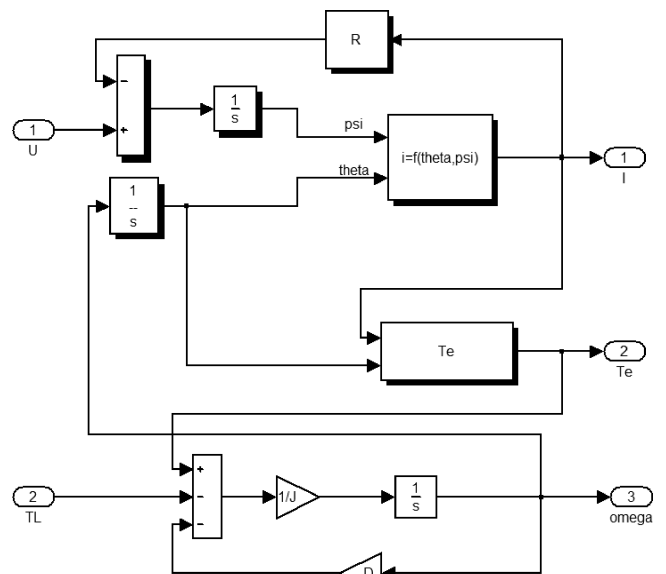 R
−
+
1
U
1
s
psi
theta
i=f(theta,psi)
1
I
1
--
s
Te
2
Te
+
−
−
2
TL
1/J
1
s
3
omega
D